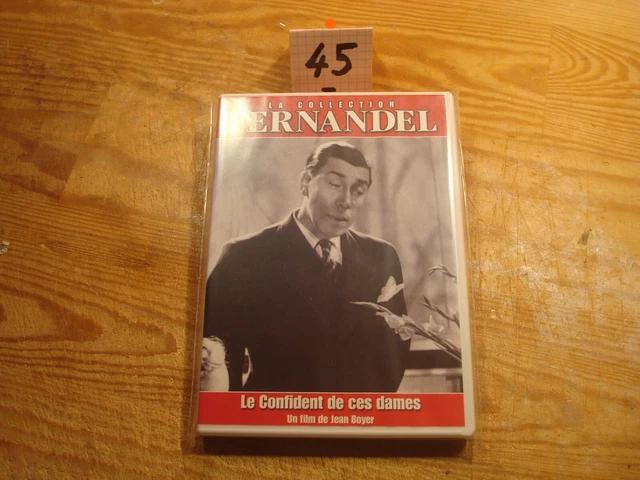 45
LA COLLECTION
FERNANDEL
Le Confident de ces dames
Un film de Jean Boyer